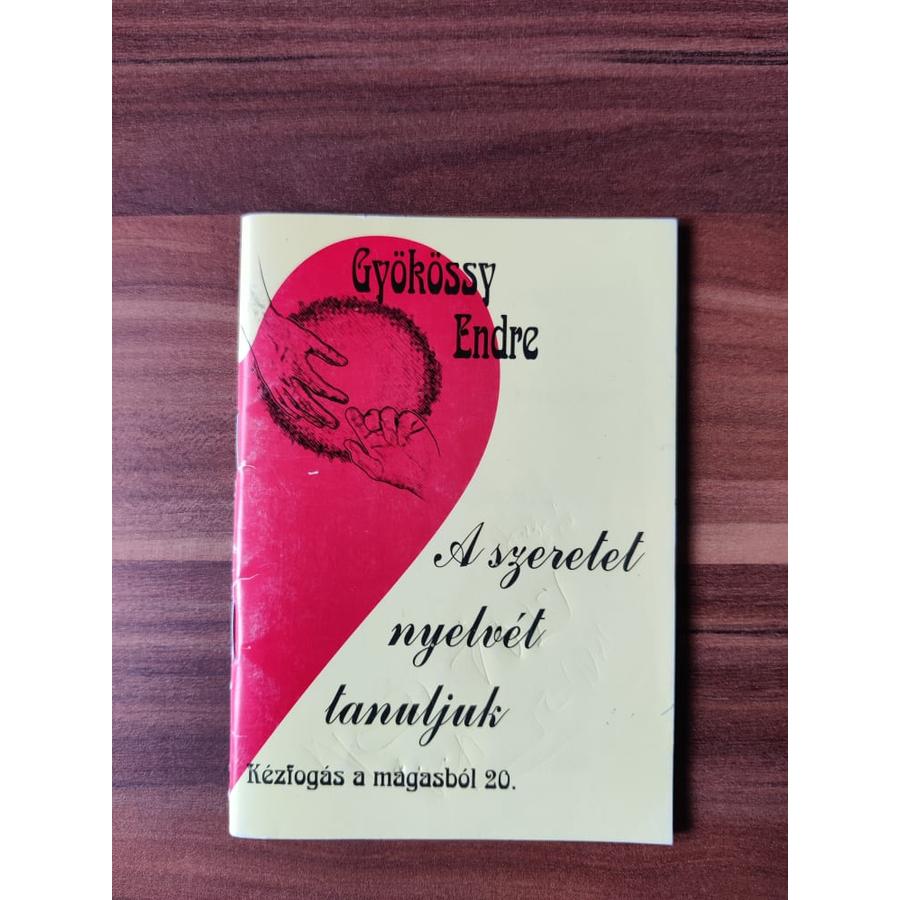 Gyökössy
Endre
A szeretet
nyelvét
tanuljuk
Kézfogás a magasból 20.